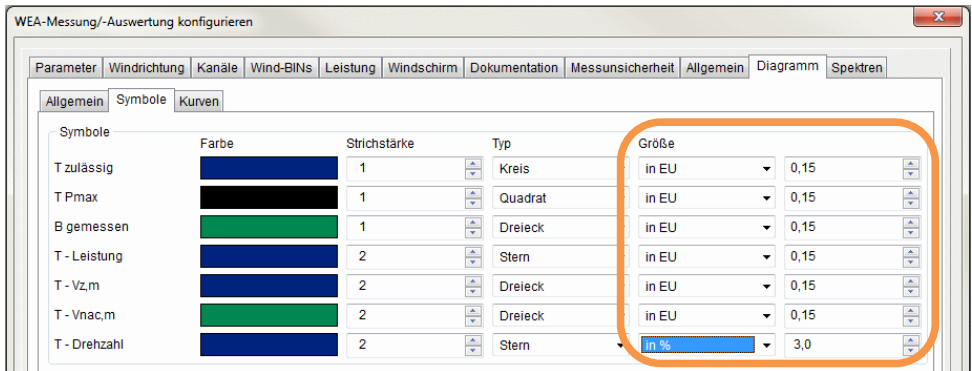 WEA-Messung/-Auswertung konfigurieren
x
Parameter Windrichtung Kanäle Wind-BINs Leistung Windschirm Dokumentation Messunsicherheit Allgemein Diagramm Spektren
Allgemein Symbole Kurven
Symbole
Farbe Strichstärke Typ Größe
T zulässig 1 Kreis in EU 0,15
T Pmax 1 Quadrat in EU 0,15
B gemessen 1 Dreieck in EU 0,15
T - Leistung 2 Stern in EU 0,15
T - Vz,m 2 Dreieck in EU 0,15
T - Vnac,m 2 Dreieck in EU 0,15
T - Drehzahl 2 Stern in % 3,0